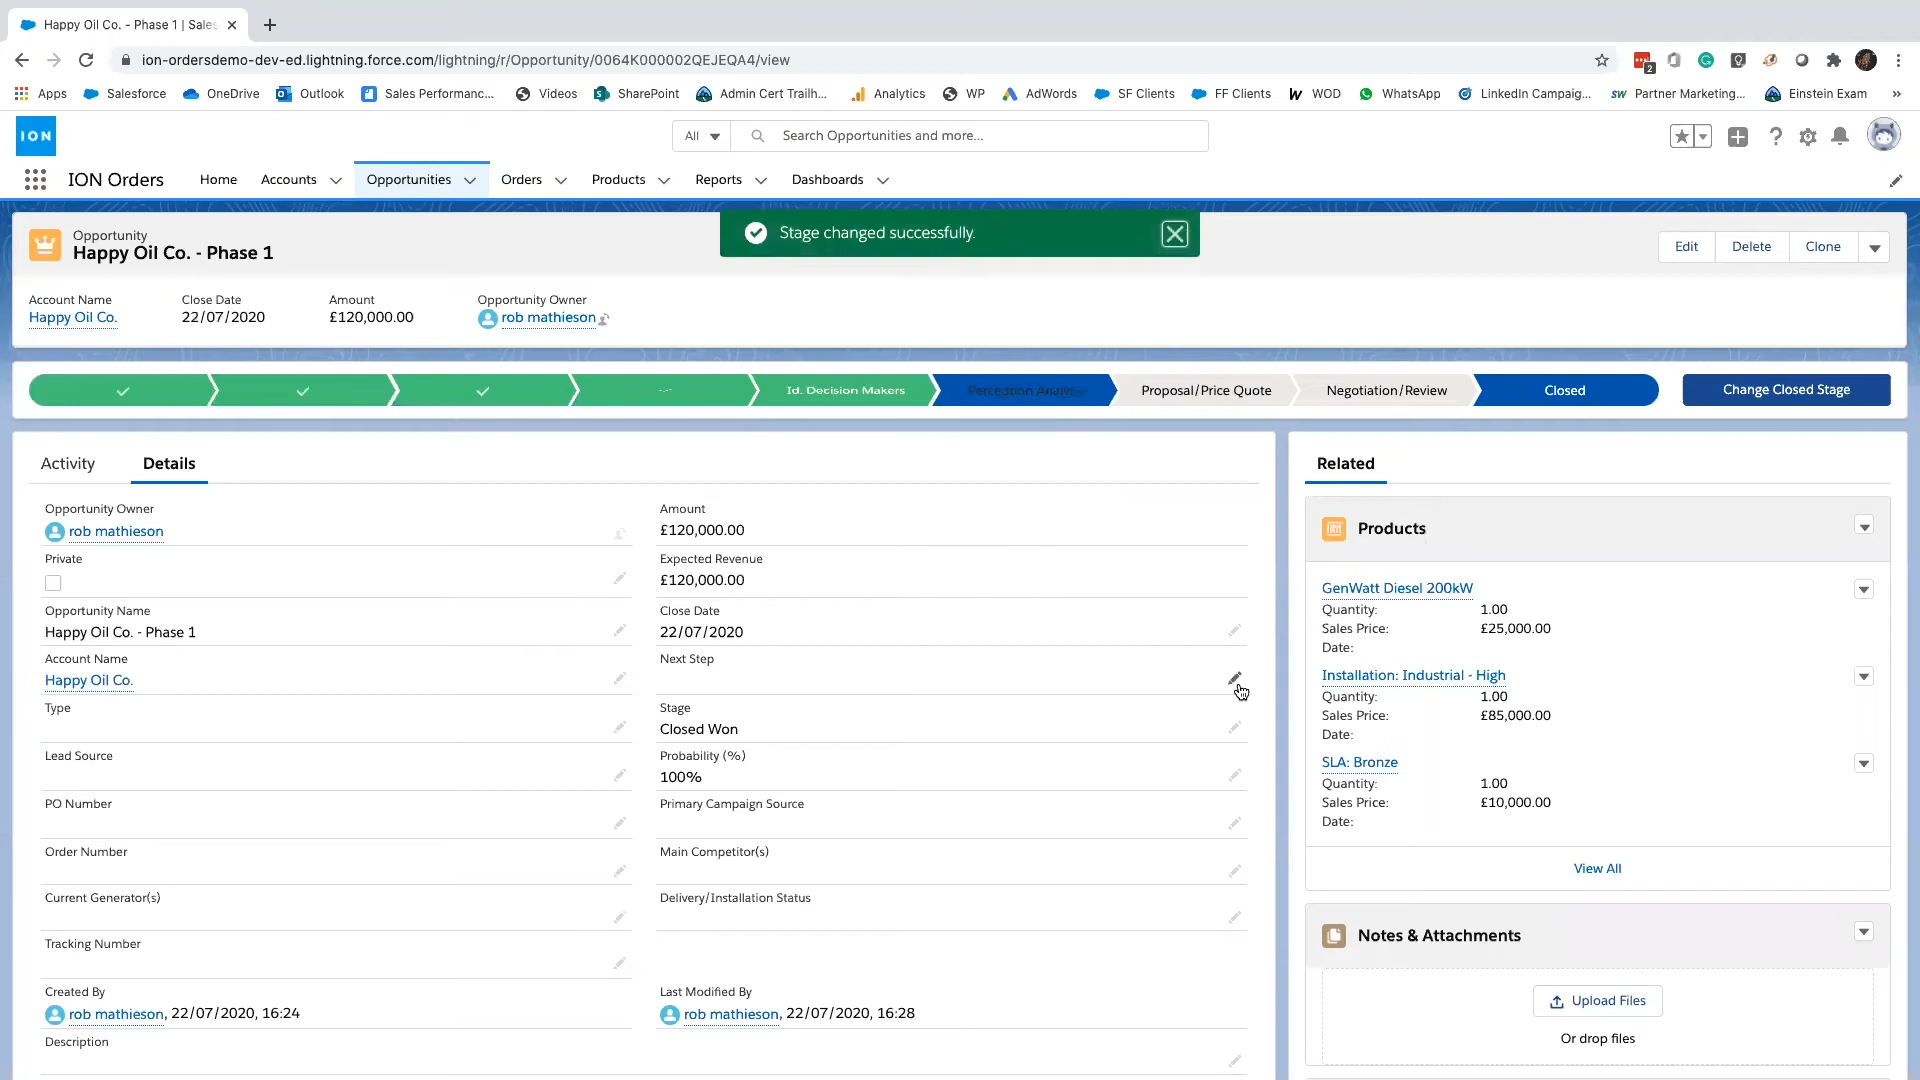 Happy Oil Co. - Phase 1 | Sales
ion-ordersdemo-dev-ed.lightning.force.com/lightning/r/Opportunity/0064K000002QEJEQA4/view
2
Apps Salesforce OneDrive Outlook Sales Performanc... Videos SharePoint Admin Cert Trailh... Analytics WP AdWords SF Clients FF Clients WOD WhatsApp LinkedIn Campaig... SW Partner Marketing... Einstein Exam »
ION
All Search Opportunities and more...
ION Orders Home Accounts Opportunities Orders Products Reports Dashboards
Stage changed successfully.
Opportunity
Happy Oil Co. - Phase 1
Edit Delete Clone
Account Name Close Date Amount Opportunity Owner
Happy Oil Co. 22/07/2020 £120,000.00 rob mathieson
Id. Decision Makers Proposal/Price Quote Negotiation/Review Closed Change Closed Stage
Activity Details
Opportunity Owner
rob mathieson
Amount
£120,000.00
Private
Expected Revenue
£120,000.00
Opportunity Name
Happy Oil Co. - Phase 1
Close Date
22/07/2020
Account Name
Happy Oil Co.
Next Step
Type
Stage
Closed Won
Lead Source
Probability (%)
100%
PO Number
Primary Campaign Source
Order Number
Main Competitor(s)
Current Generator(s)
Delivery/Installation Status
Tracking Number
Created By
rob mathieson, 22/07/2020, 16:24
Last Modified By
rob mathieson, 22/07/2020, 16:28
Description
Related
Products
GenWatt Diesel 200kW
Quantity: 1.00
Sales Price: £25,000.00
Date:
Installation: Industrial - High
Quantity: 1.00
Sales Price: £85,000.00
Date:
SLA: Bronze
Quantity: 1.00
Sales Price: £10,000.00
Date:
View All
Notes & Attachments
Upload Files
Or drop files